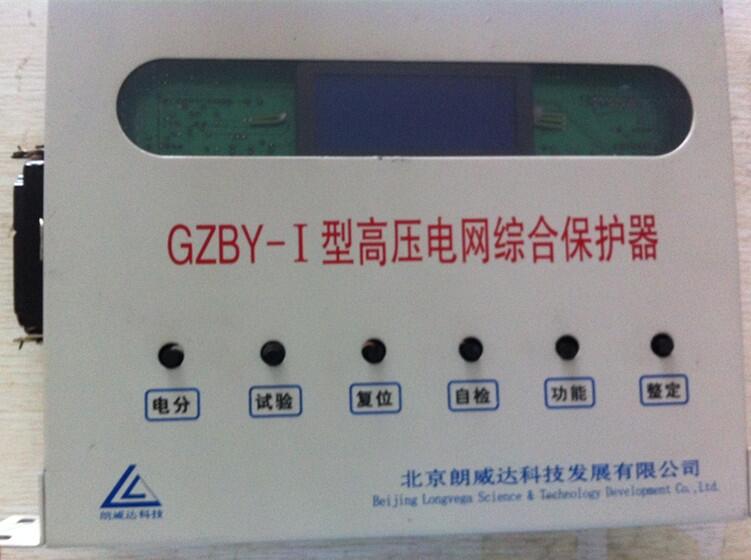 GZBY-I型高压电网综合保护器
电分 试验 复位 自检 功能 整定
北京朗威达科技发展有限公司
Beijing Longvega Science & Technology Development Co.,Ltd.
朗威达科技